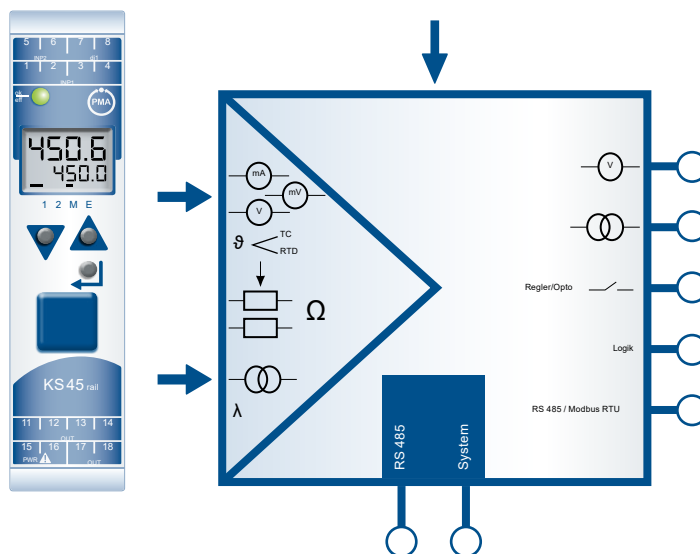 5 6 7 8
INP2 di1
1 2 3 4
INP1
ok
err
PMA
450.6
450.0
1 2 M E
KS45 rail
11 12 13 14
OUT
15 16 17 18
PWR OUT
mA
mV
V
ϑ TC
RTD
Ω
λ
RS 485
System
V
Regler/Opto
Logik
RS 485 / Modbus RTU